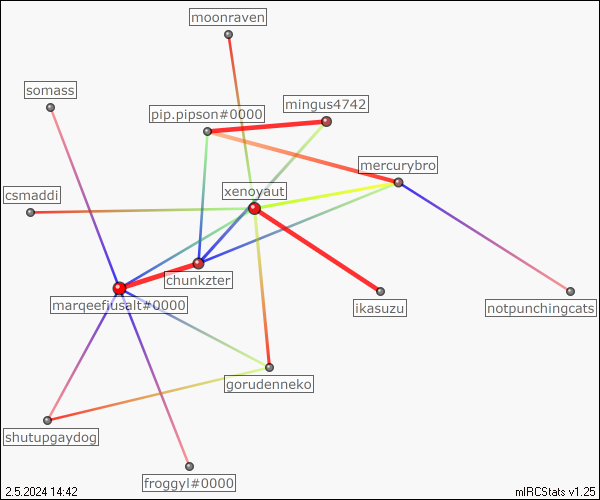 moonraven
somass
mingus4742
pip.pipson#0000
mercurybro
csmaddi
xenoyaut
chunkzter
marqeefiusalt#0000
ikasuzu
notpunchingcats
gorudenneko
shutupgaydog
froggyl#0000
2.5.2024 14:42
mIRCStats v1.25